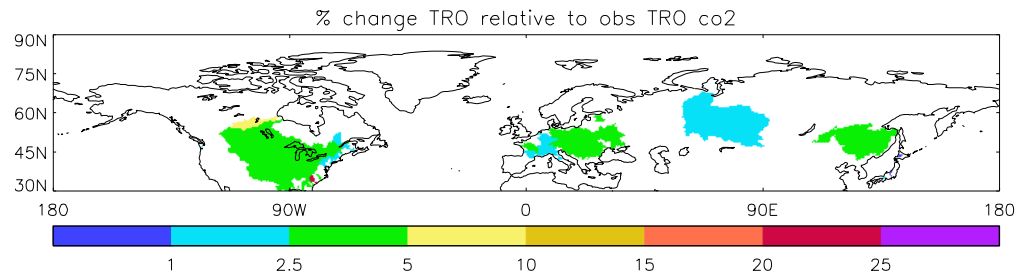 % change TRO relative to obs TRO co2
90N
75N
60N
45N
30N
180 90W 0 90E 180
1 2.5 5 10 15 20 25